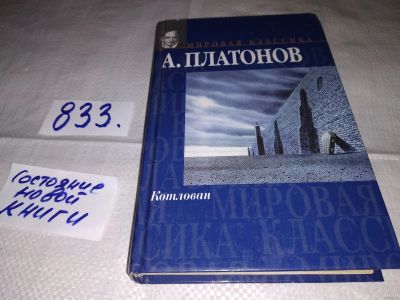 МИРОВАЯ КЛАССИКА
А. ПЛАТОНОВ
833.
Состояние
новой
книги
Котлован
МИРОВАЯ
СИКА КЛАСС